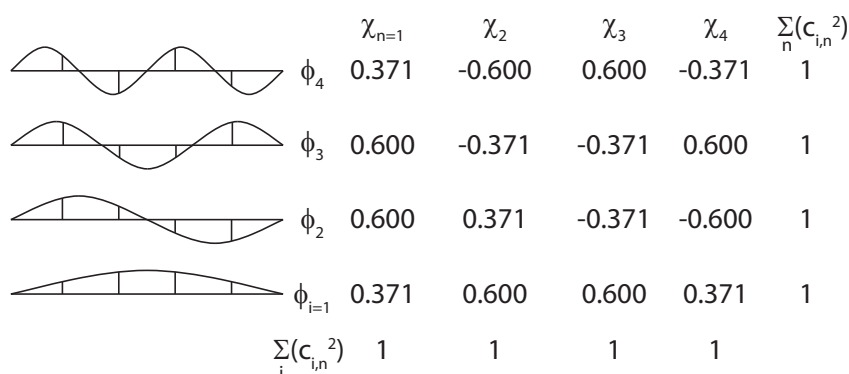 χn=1 χ2 χ3 χ4 Σn(ci,n²)
ϕ4 0.371 -0.600 0.600 -0.371 1
ϕ3 0.600 -0.371 -0.371 0.600 1
ϕ2 0.600 0.371 -0.371 -0.600 1
ϕi=1 0.371 0.600 0.600 0.371 1
Σi(ci,n²) 1 1 1 1